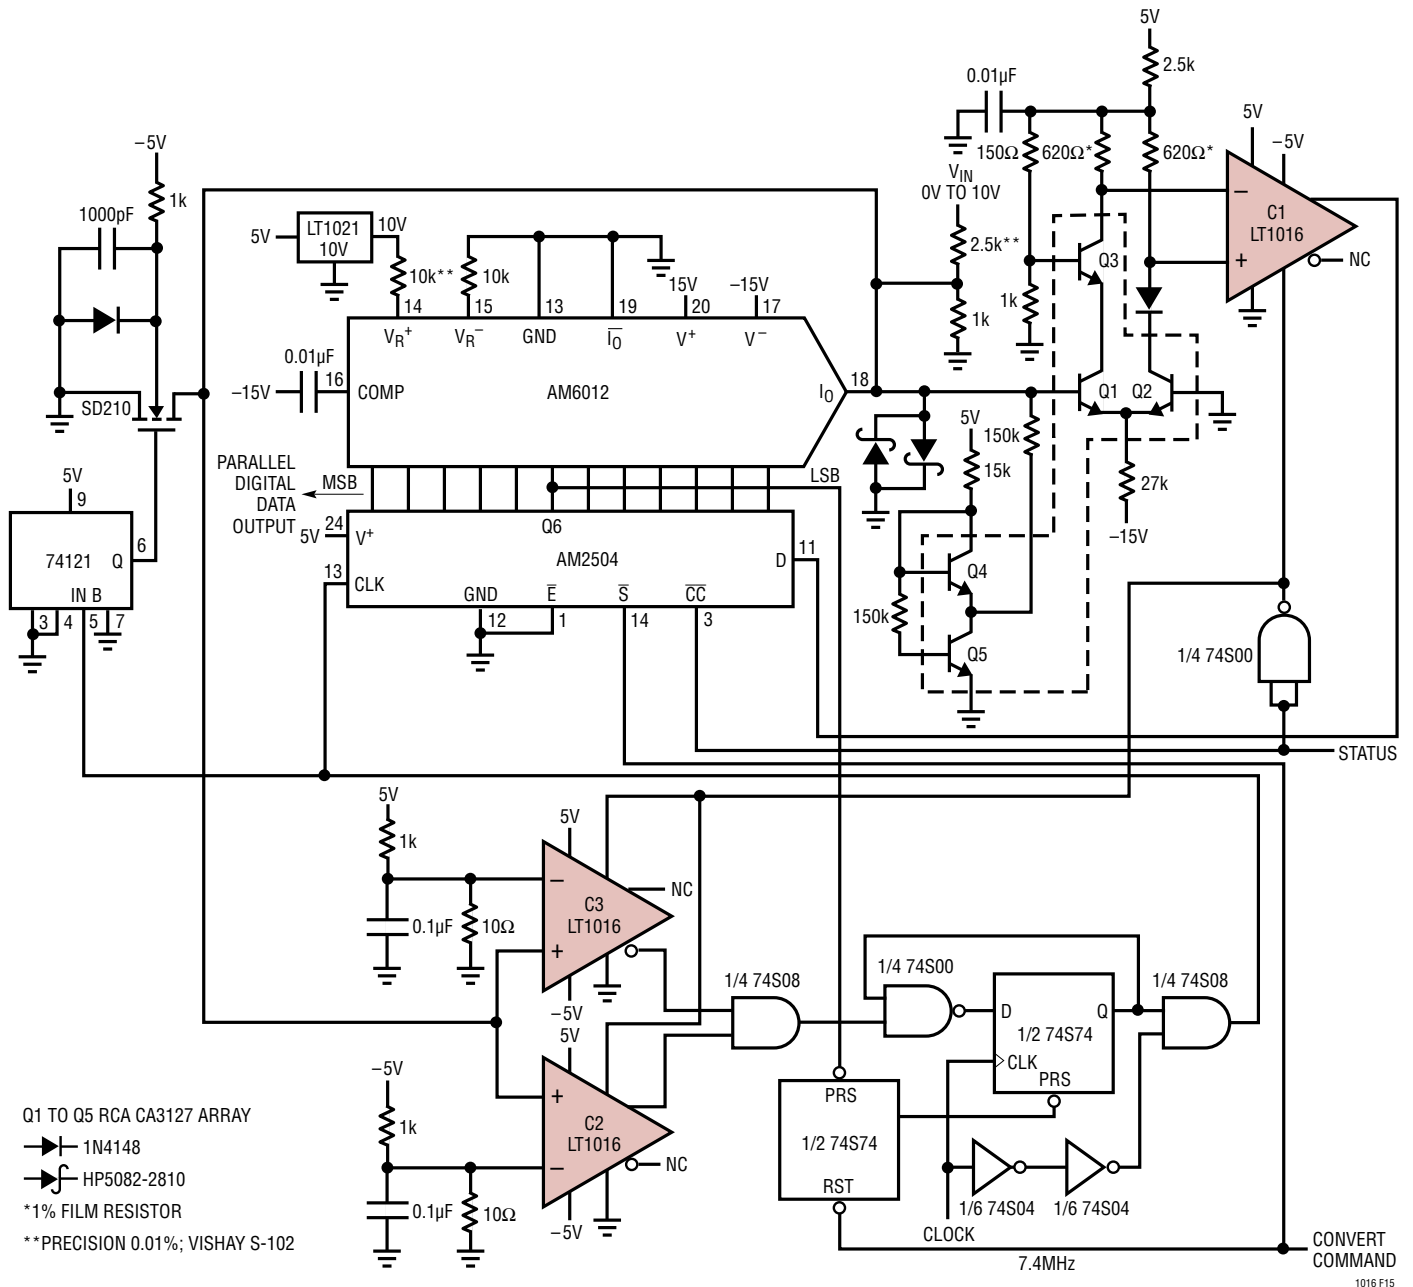 5V
2.5k
0.01µF
5V
–5V
150Ω
620Ω*
620Ω*
VIN
0V TO 10V
2.5k**
1k
1k
–
+
C1
LT1016
NC
Q3
Q1
Q2
27k
–15V
–5V
1k
1000pF
SD210
5V
LT1021
10V
10V
10k**
10k
15V
–15V
14
15
13
19
20
17
VR+
VR–
GND
IO
V+
V–
0.01µF
–15V
16
COMP
AM6012
IO
18
5V
15k
150k
150k
Q4
Q5
PARALLEL
DIGITAL
DATA
OUTPUT
MSB
LSB
5V
24
V+
Q6
AM2504
D
11
13
CLK
GND
E
S
CC
12
1
14
3
5V
9
74121
Q
6
IN B
3
4
5
7
1/4 74S00
STATUS
5V
1k
0.1µF
10Ω
5V
–
+
C3
LT1016
NC
–5V
5V
–5V
1k
0.1µF
10Ω
+
–
C2
LT1016
NC
–5V
1/4 74S08
1/4 74S00
D
Q
1/2 74S74
CLK
PRS
1/4 74S08
PRS
1/2 74S74
RST
1/6 74S04
1/6 74S04
CLOCK
7.4MHz
CONVERT
COMMAND
Q1 TO Q5 RCA CA3127 ARRAY
1N4148
HP5082-2810
*1% FILM RESISTOR
**PRECISION 0.01%; VISHAY S-102
1016 F15